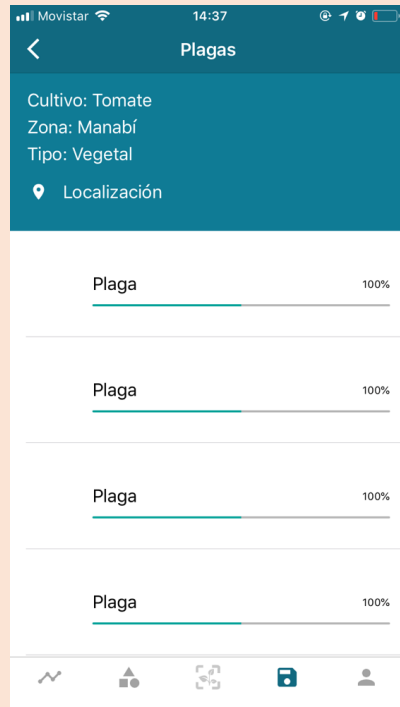 Movistar 14:37
Plagas
Cultivo: Tomate
Zona: Manabí
Tipo: Vegetal
Localización
Plaga 100%
Plaga 100%
Plaga 100%
Plaga 100%